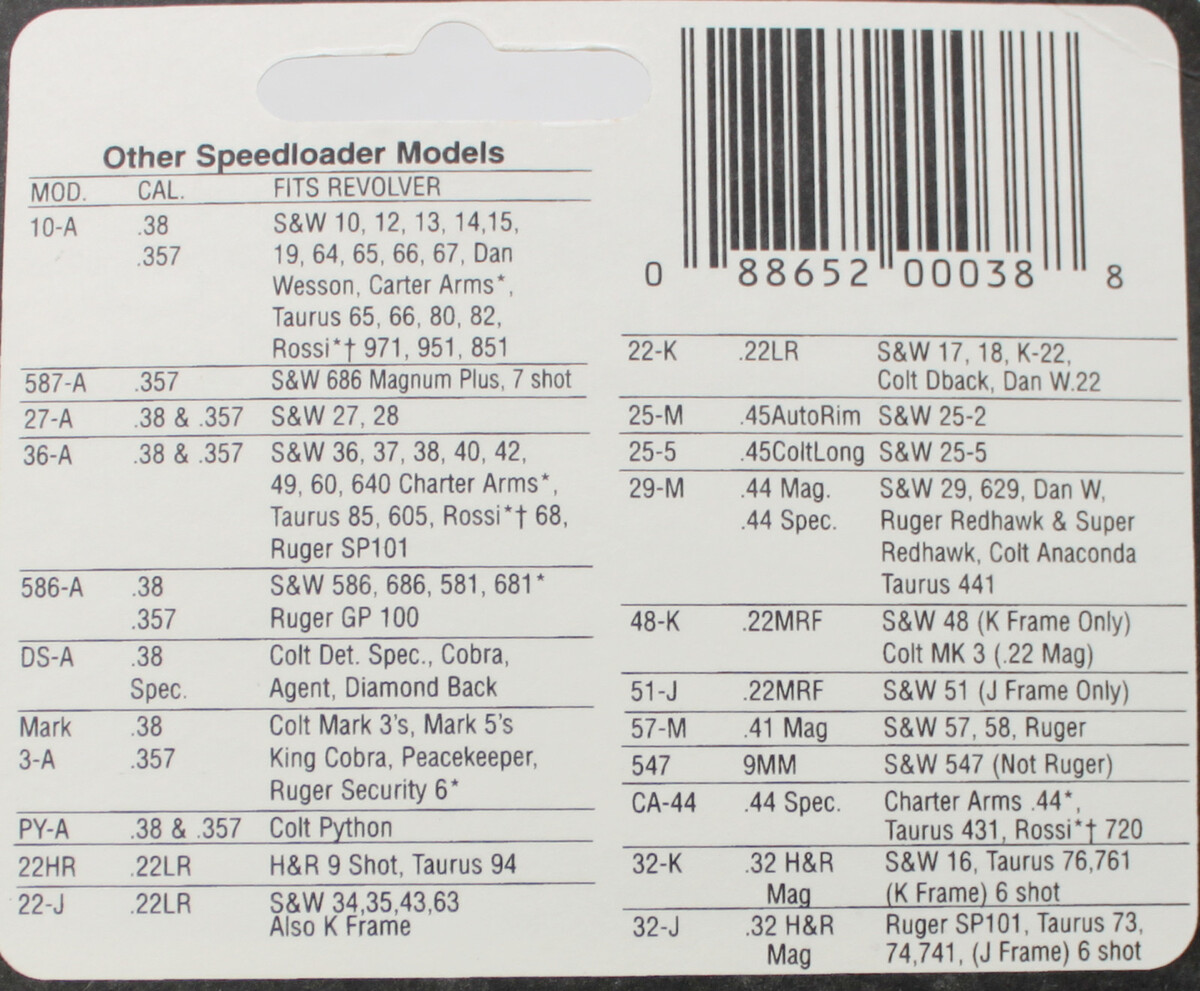 Other Speedloader Models
MOD. CAL. FITS REVOLVER
10-A .38 S&W 10, 12, 13, 14,15,
.357 19, 64, 65, 66, 67, Dan
Wesson, Carter Arms*,
Taurus 65, 66, 80, 82,
Rossi*† 971, 951, 851
587-A .357 S&W 686 Magnum Plus, 7 shot
27-A .38 & .357 S&W 27, 28
36-A .38 & .357 S&W 36, 37, 38, 40, 42,
49, 60, 640 Charter Arms*,
Taurus 85, 605, Rossi*† 68,
Ruger SP101
586-A .38 S&W 586, 686, 581, 681*
.357 Ruger GP 100
DS-A .38 Colt Det. Spec., Cobra,
Spec. Agent, Diamond Back
Mark .38 Colt Mark 3's, Mark 5's
3-A .357 King Cobra, Peacekeeper,
Ruger Security 6*
PY-A .38 & .357 Colt Python
22HR .22LR H&R 9 Shot, Taurus 94
22-J .22LR S&W 34,35,43,63
Also K Frame
0 88652 00038 8
22-K .22LR S&W 17, 18, K-22,
Colt Dback, Dan W.22
25-M .45AutoRim S&W 25-2
25-5 .45ColtLong S&W 25-5
29-M .44 Mag. S&W 29, 629, Dan W,
.44 Spec. Ruger Redhawk & Super
Redhawk, Colt Anaconda
Taurus 441
48-K .22MRF S&W 48 (K Frame Only)
Colt MK 3 (.22 Mag)
51-J .22MRF S&W 51 (J Frame Only)
57-M .41 Mag S&W 57, 58, Ruger
547 9MM S&W 547 (Not Ruger)
CA-44 .44 Spec. Charter Arms .44*,
Taurus 431, Rossi*† 720
32-K .32 H&R S&W 16, Taurus 76,761
Mag (K Frame) 6 shot
32-J .32 H&R Ruger SP101, Taurus 73,
Mag 74,741, (J Frame) 6 shot